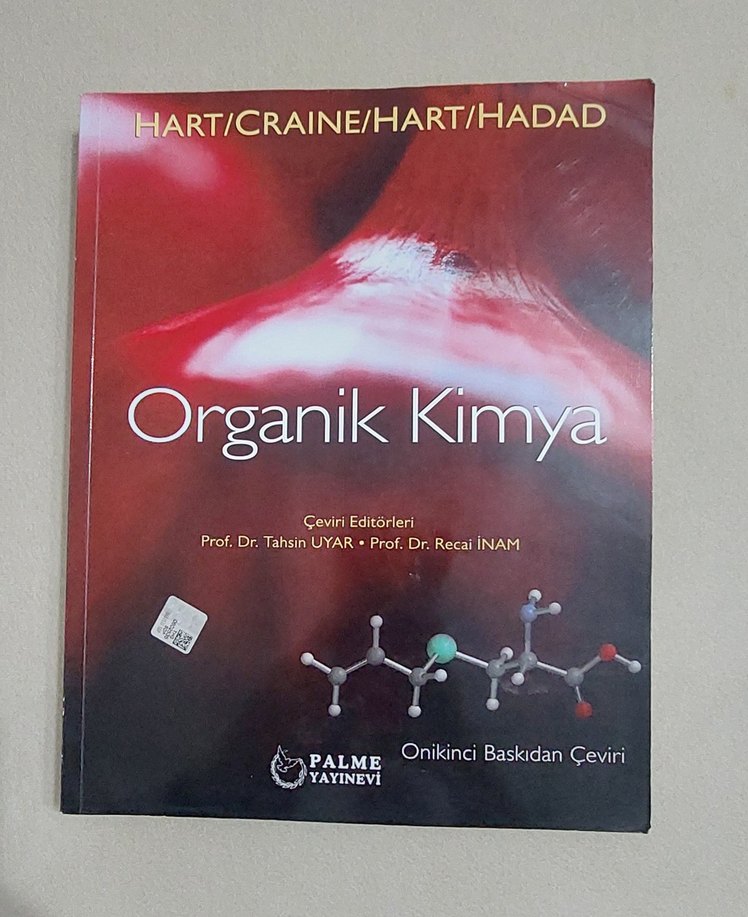 HART/CRAINE/HART/HADAD
Organik Kimya
Çeviri Editörleri
Prof. Dr. Tahsin UYAR • Prof. Dr. Recai İNAM
PALME
YAYINEVİ
Onikinci Baskıdan Çeviri